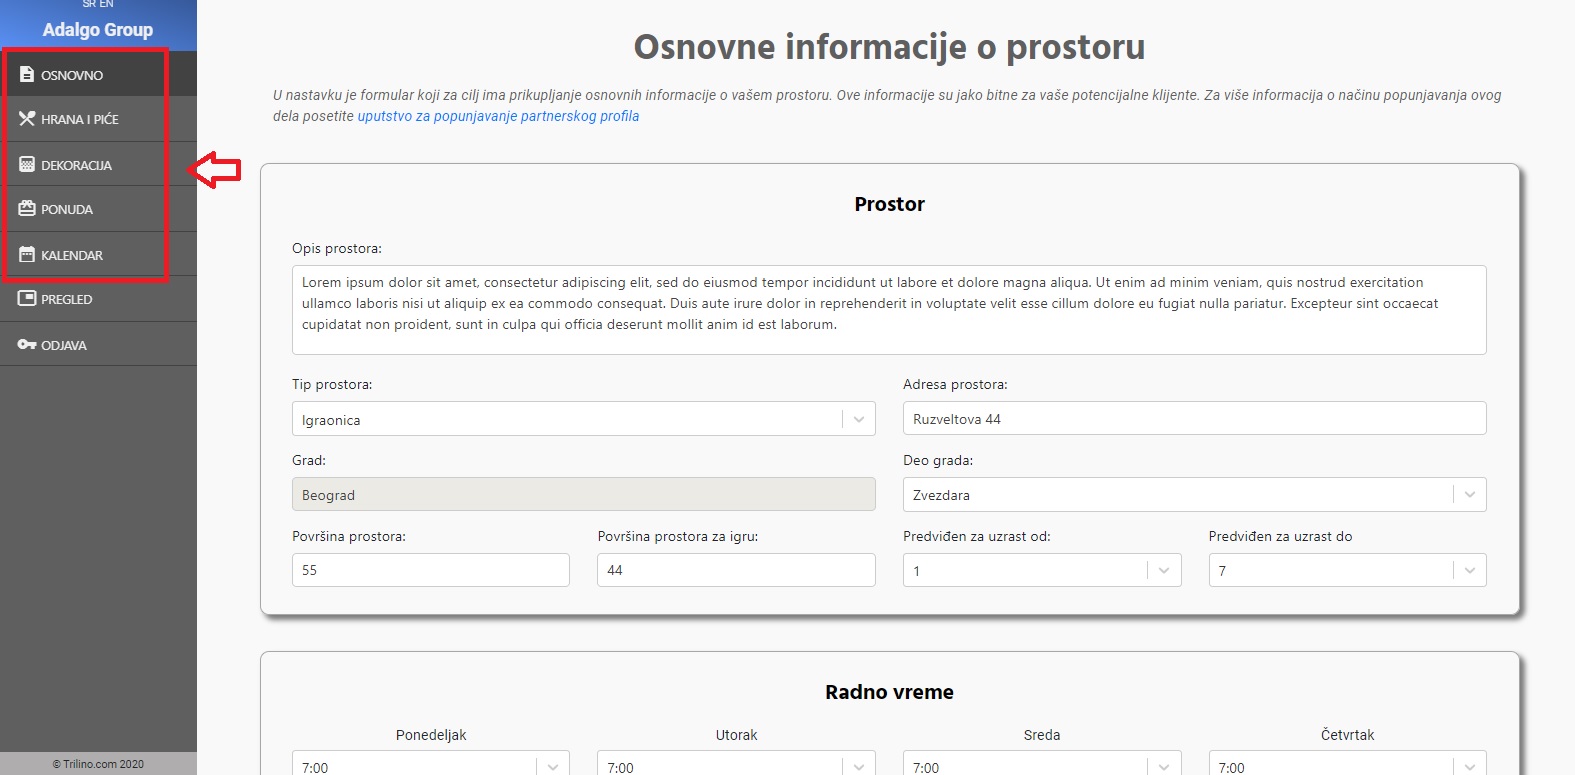 SR EN
Adalgo Group
OSNOVNO
HRANA I PIĆE
DEKORACIJA
PONUDA
KALENDAR
PREGLED
ODJAVA
© Trilino.com 2020
Osnovne informacije o prostoru
U nastavku je formular koji za cilj ima prikupljanje osnovnih informacije o vašem prostoru. Ove informacije su jako bitne za vaše potencijalne klijente. Za više informacija o načinu popunjavanja ovog
dela posetite uputstvo za popunjavanje partnerskog profila
Prostor
Opis prostora:
Lorem ipsum dolor sit amet, consectetur adipiscing elit, sed do eiusmod tempor incididunt ut labore et dolore magna aliqua. Ut enim ad minim veniam, quis nostrud exercitation
ullamco laboris nisi ut aliquip ex ea commodo consequat. Duis aute irure dolor in reprehenderit in voluptate velit esse cillum dolore eu fugiat nulla pariatur. Excepteur sint occaecat
cupidatat non proident, sunt in culpa qui officia deserunt mollit anim id est laborum.
Tip prostora: Adresa prostora:
Igraonica Ruzveltova 44
Grad: Deo grada:
Beograd Zvezdara
Površina prostora: Površina prostora za igru: Predviđen za uzrast od: Predviđen za uzrast do
55 44 1 7
Radno vreme
Ponedeljak Utorak Sreda Četvrtak
7:00 7:00 7:00 7:00